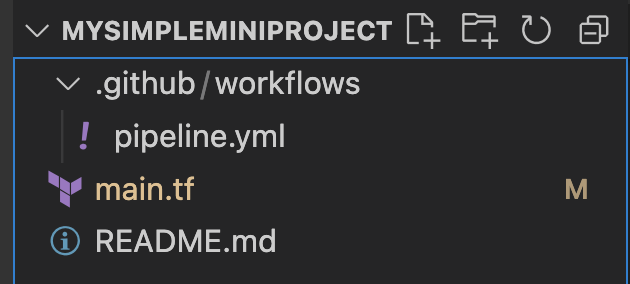 MYSIMPLEMINIPROJECT
.github/workflows
! pipeline.yml
main.tf M
README.md